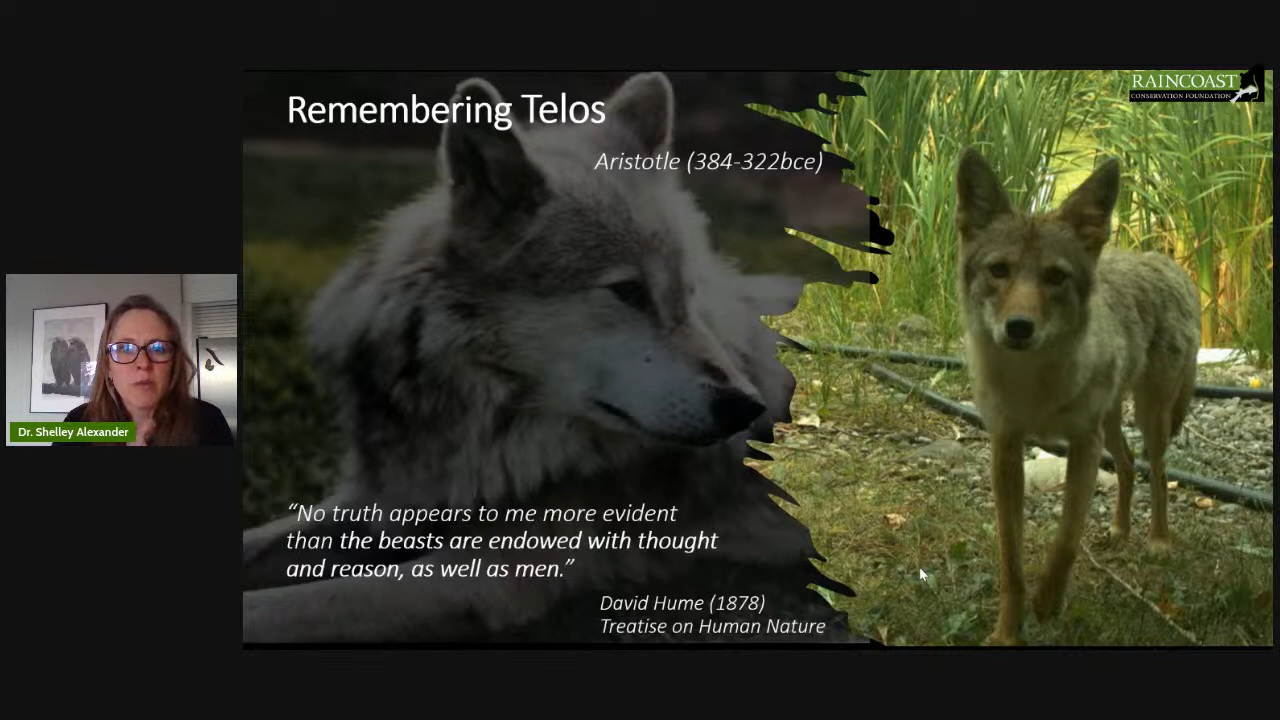 RAINCOAST
CONSERVATION FOUNDATION
Remembering Telos
Aristotle (384-322bce)
Dr. Shelley Alexander
“No truth appears to me more evident
than the beasts are endowed with thought
and reason, as well as men.”
David Hume (1878)
Treatise on Human Nature